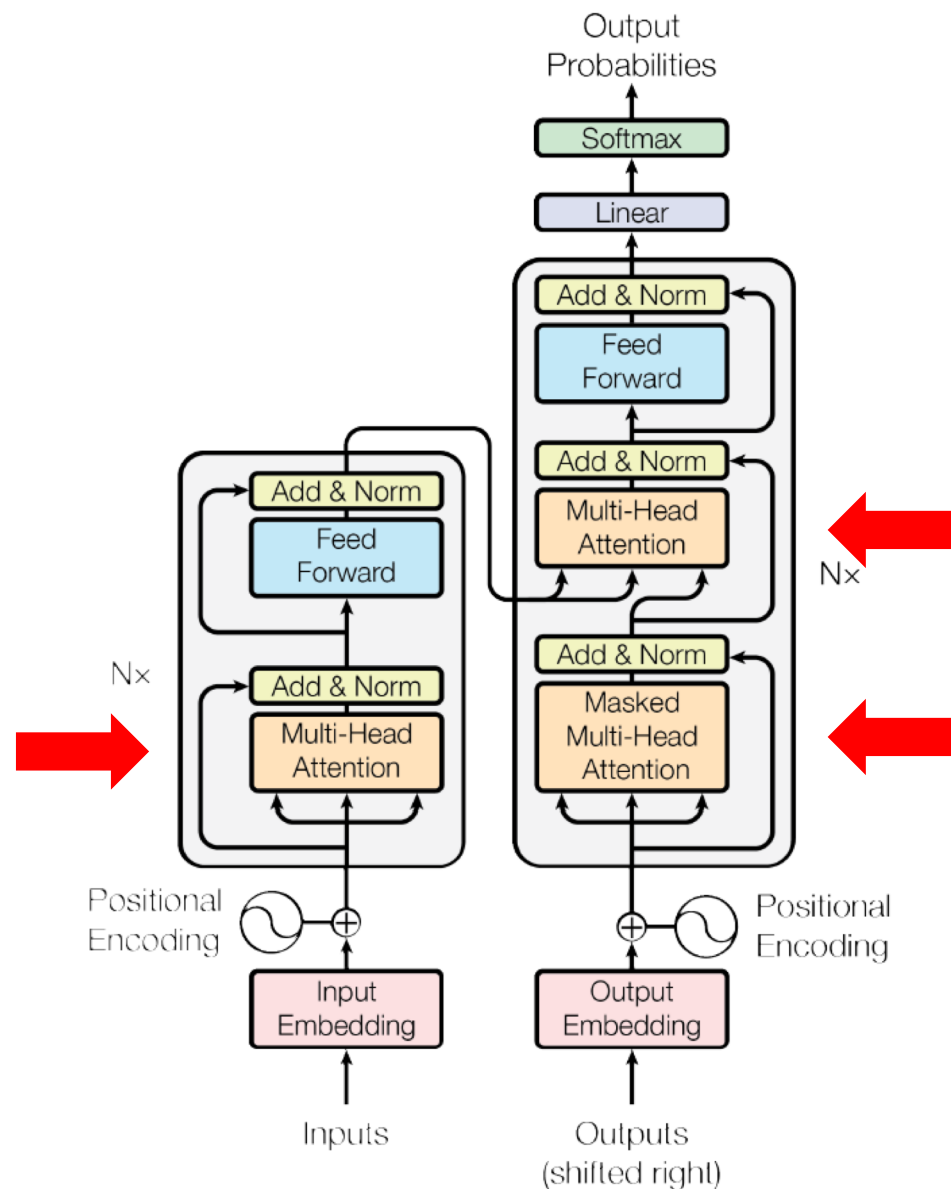 Output
Probabilities
Softmax
Linear
Add & Norm
Feed
Forward
Add & Norm
Multi-Head
Attention
Nx
Add & Norm
Masked
Multi-Head
Attention
Add & Norm
Feed
Forward
Nx
Add & Norm
Multi-Head
Attention
Positional
Encoding
Positional
Encoding
Input
Embedding
Output
Embedding
Inputs
Outputs
(shifted right)